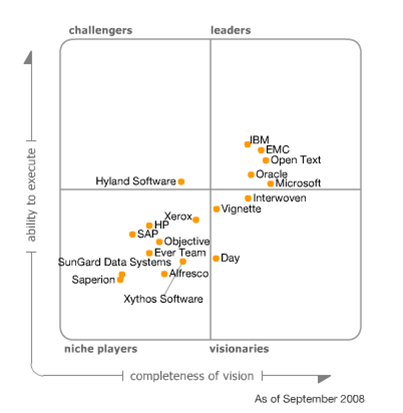 challengers
leaders
IBM
EMC
Open Text
Oracle
Hyland Software
Microsoft
Interwoven
Vignette
Xerox
HP
SAP
Objective
Ever Team
Day
SunGard Data Systems
Alfresco
Saperion
Xythos Software
ability to execute
niche players
visionaries
completeness of vision
As of September 2008